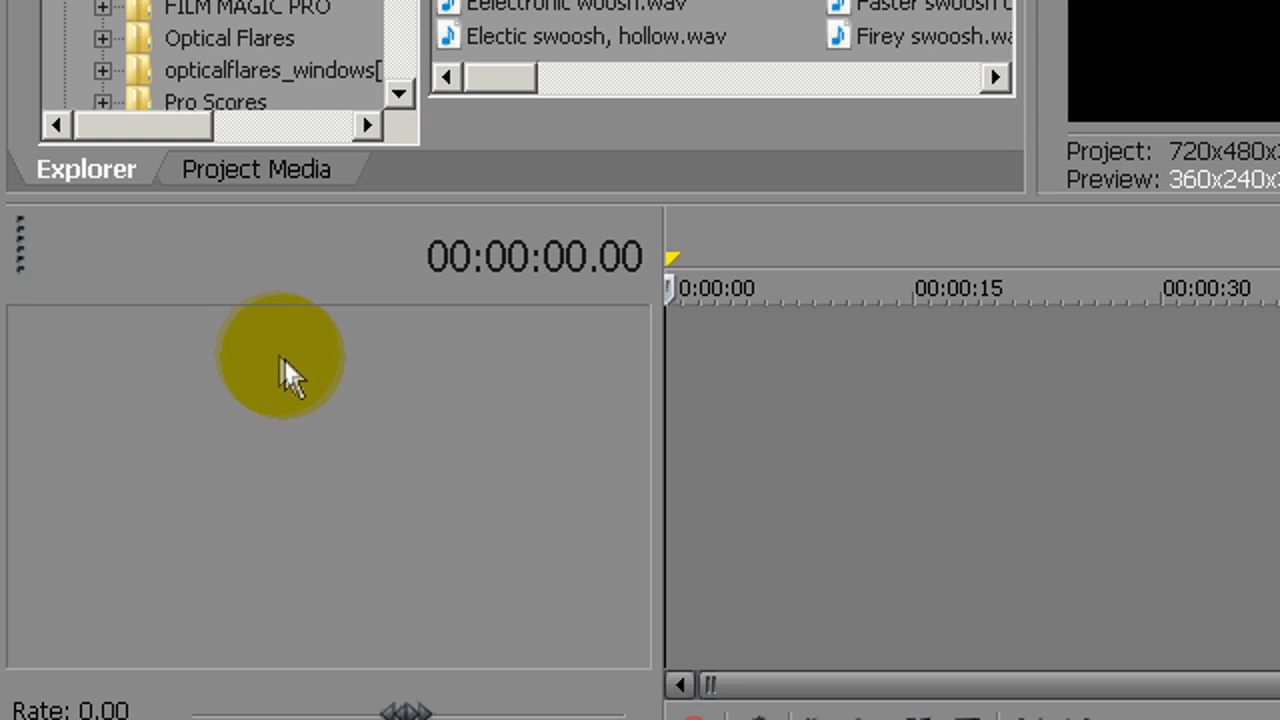 FILM MAGIC PRO
Optical Flares
opticalflares_windows[
Pro Scores
Eelectronic woosh.wav
Electic swoosh, hollow.wav
Faster swoosh
Firey swoosh.wa
Explorer
Project Media
Project: 720x480x
Preview: 360x240x
00:00:00.00
0:00:00
00:00:15
00:00:30
Rate: 0.00